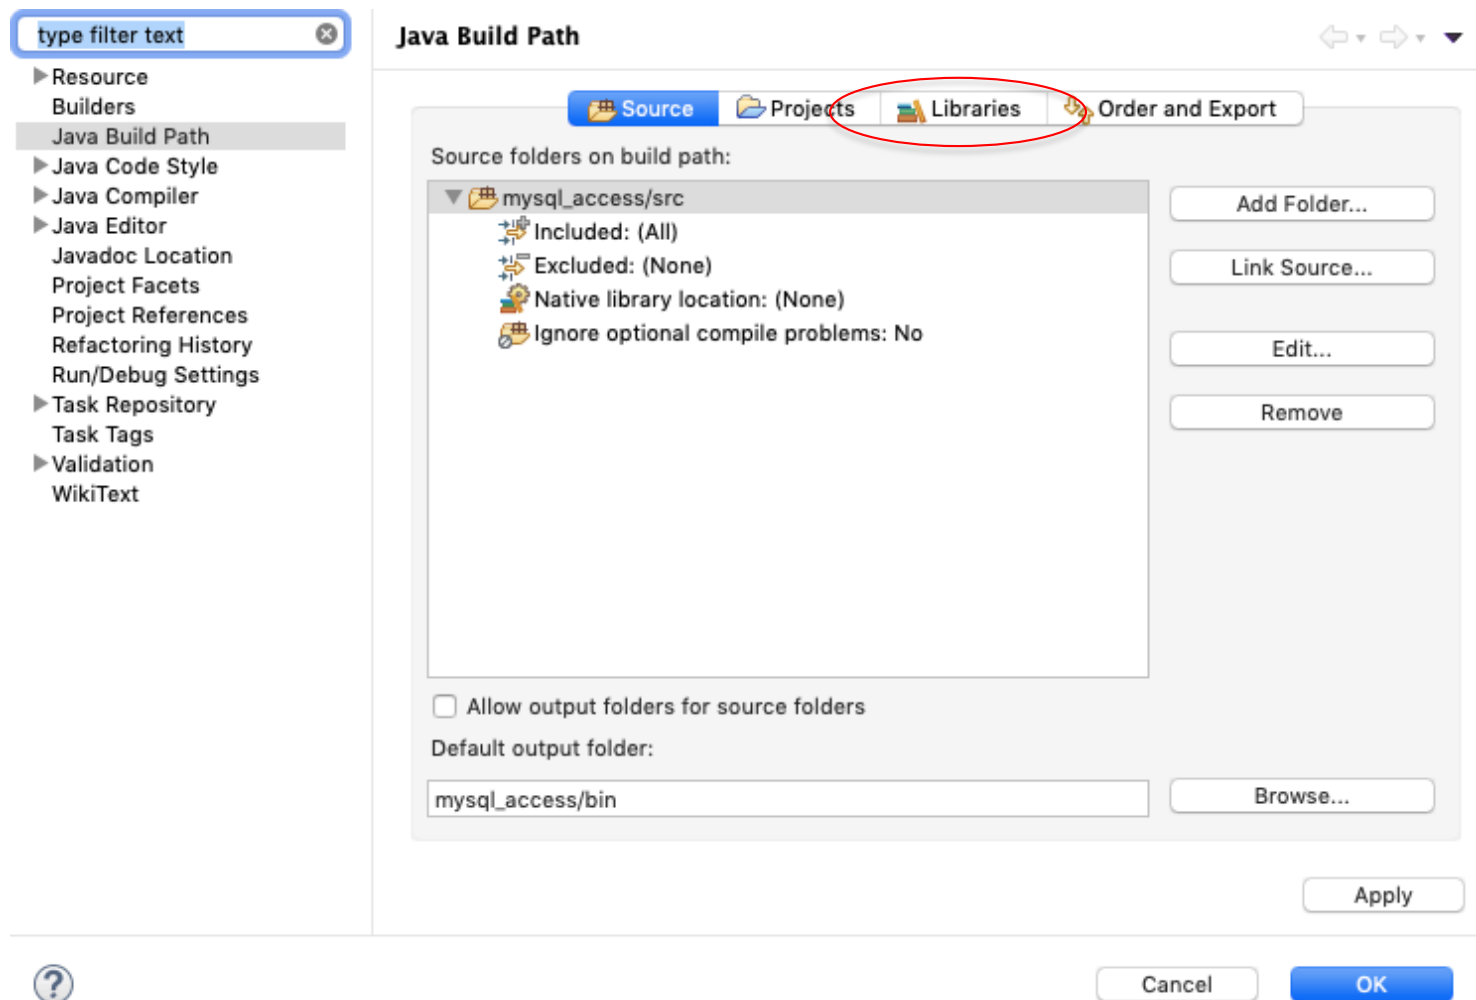 type filter text
Resource
Builders
Java Build Path
Java Code Style
Java Compiler
Java Editor
Javadoc Location
Project Facets
Project References
Refactoring History
Run/Debug Settings
Task Repository
Task Tags
Validation
WikiText
Java Build Path
Source Projects Libraries Order and Export
Source folders on build path:
mysql_access/src
Included: (All)
Excluded: (None)
Native library location: (None)
Ignore optional compile problems: No
Add Folder...
Link Source...
Edit...
Remove
Allow output folders for source folders
Default output folder:
mysql_access/bin
Browse...
Apply
?
Cancel
OK